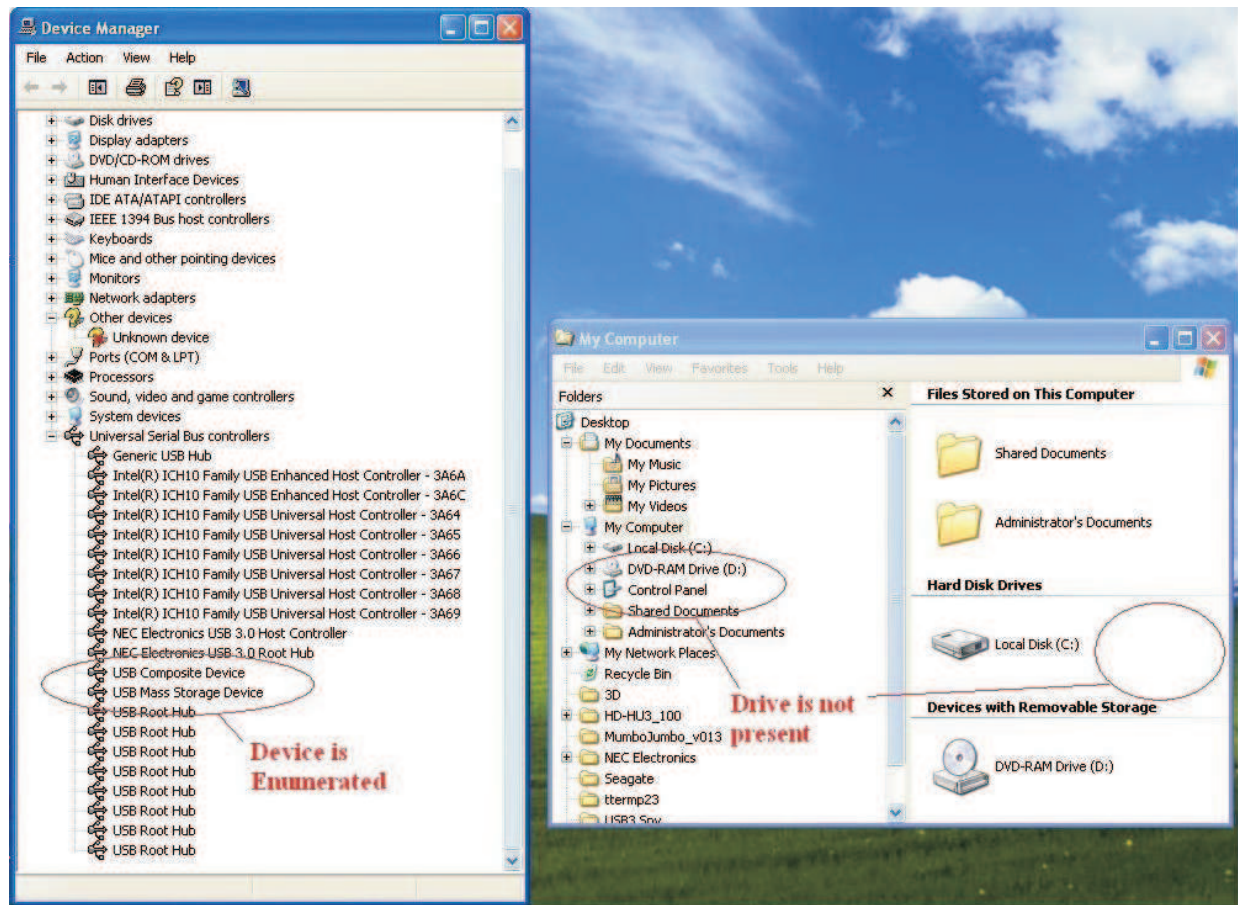 Device Manager
File Action View Help
Disk drives
Display adapters
DVD/CD-ROM drives
Human Interface Devices
IDE ATA/ATAPI controllers
IEEE 1394 Bus host controllers
Keyboards
Mice and other pointing devices
Monitors
Network adapters
Other devices
Unknown device
Ports (COM & LPT)
Processors
Sound, video and game controllers
System devices
Universal Serial Bus controllers
Generic USB Hub
Intel(R) ICH10 Family USB Enhanced Host Controller - 3A6A
Intel(R) ICH10 Family USB Enhanced Host Controller - 3A6C
Intel(R) ICH10 Family USB Universal Host Controller - 3A64
Intel(R) ICH10 Family USB Universal Host Controller - 3A65
Intel(R) ICH10 Family USB Universal Host Controller - 3A66
Intel(R) ICH10 Family USB Universal Host Controller - 3A67
Intel(R) ICH10 Family USB Universal Host Controller - 3A68
Intel(R) ICH10 Family USB Universal Host Controller - 3A69
NEC Electronics USB 3.0 Host Controller
NEC Electronics USB 3.0 Root Hub
USB Composite Device
USB Mass Storage Device
USB Root Hub
USB Root Hub
USB Root Hub
USB Root Hub
USB Root Hub
USB Root Hub
USB Root Hub
USB Root Hub
Device is
Enumerated
My Computer
File Edit View Favorites Tools Help
Folders
Desktop
My Documents
My Music
My Pictures
My Videos
My Computer
Local Disk (C:)
DVD-RAM Drive (D:)
Control Panel
Shared Documents
Administrator's Documents
My Network Places
Recycle Bin
3D
HD-HU3_100
MumboJumbo_v013
NEC Electronics
Seagate
ttermp23
USB3 Spy
Drive is not
present
Files Stored on This Computer
Shared Documents
Administrator's Documents
Hard Disk Drives
Local Disk (C:)
Devices with Removable Storage
DVD-RAM Drive (D:)